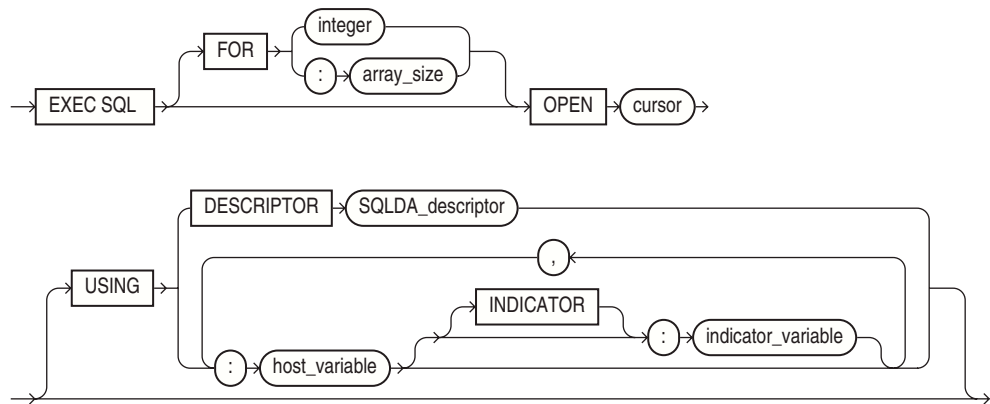 integer
FOR
: array_size
EXEC SQL OPEN cursor
DESCRIPTOR SQLDA_descriptor
,
USING INDICATOR
: indicator_variable
: host_variable